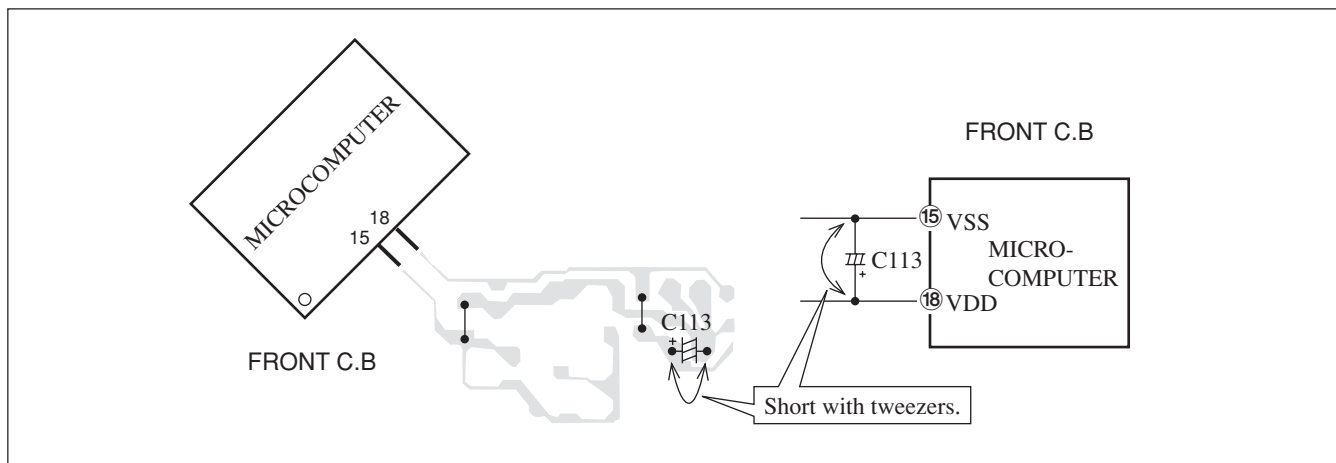 MICROCOMPUTER
18
15
FRONT C.B
C113
+
FRONT C.B
15 VSS
C113
+
MICRO-
COMPUTER
18 VDD
Short with tweezers.